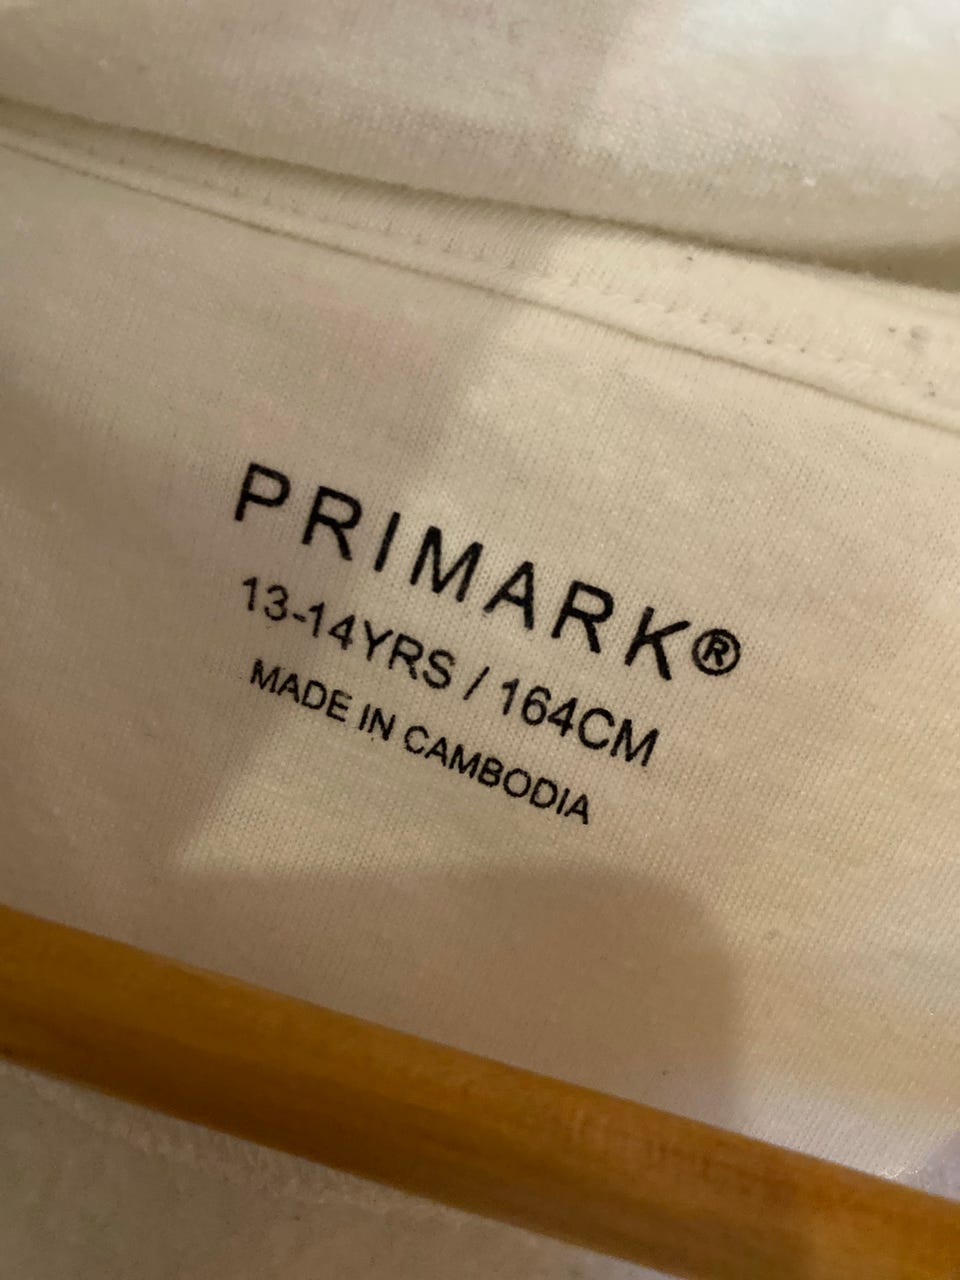 PRIMARK®
13-14YRS / 164CM
MADE IN CAMBODIA